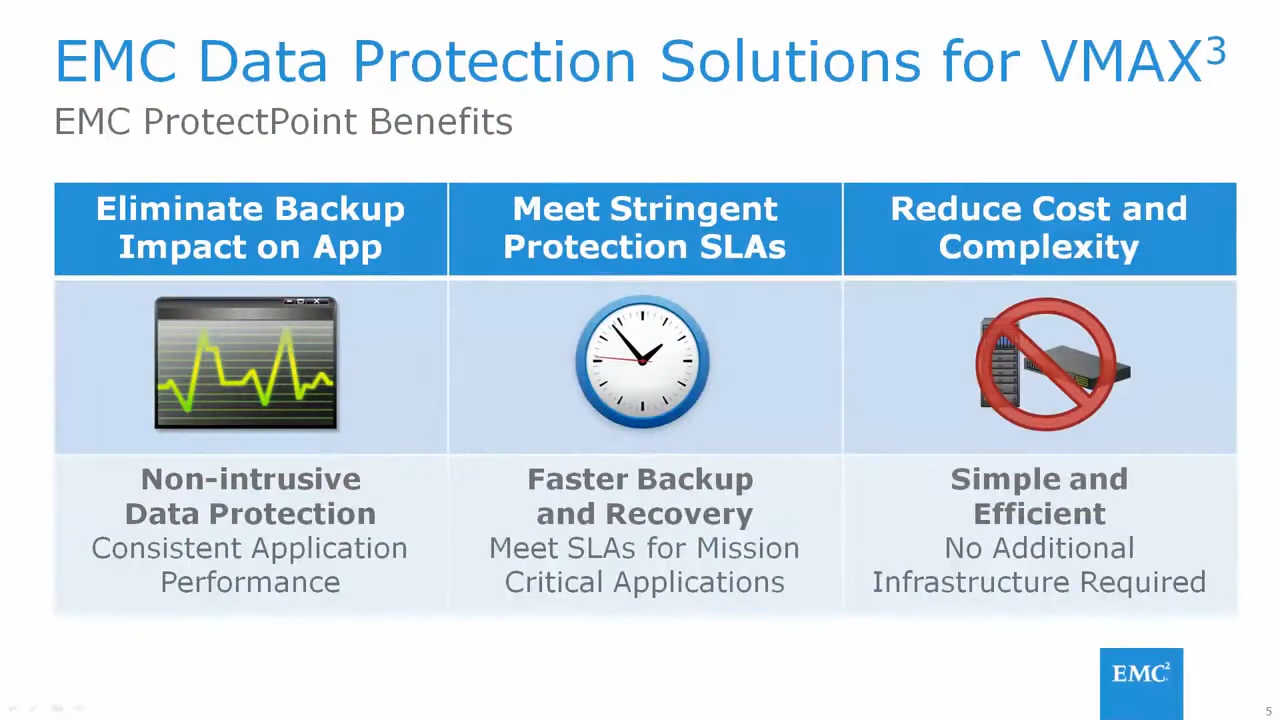 EMC Data Protection Solutions for VMAX³
EMC ProtectPoint Benefits
Eliminate Backup
Impact on App
Meet Stringent
Protection SLAs
Reduce Cost and
Complexity
Non-intrusive
Data Protection
Consistent Application
Performance
Faster Backup
and Recovery
Meet SLAs for Mission
Critical Applications
Simple and
Efficient
No Additional
Infrastructure Required
EMC²
5